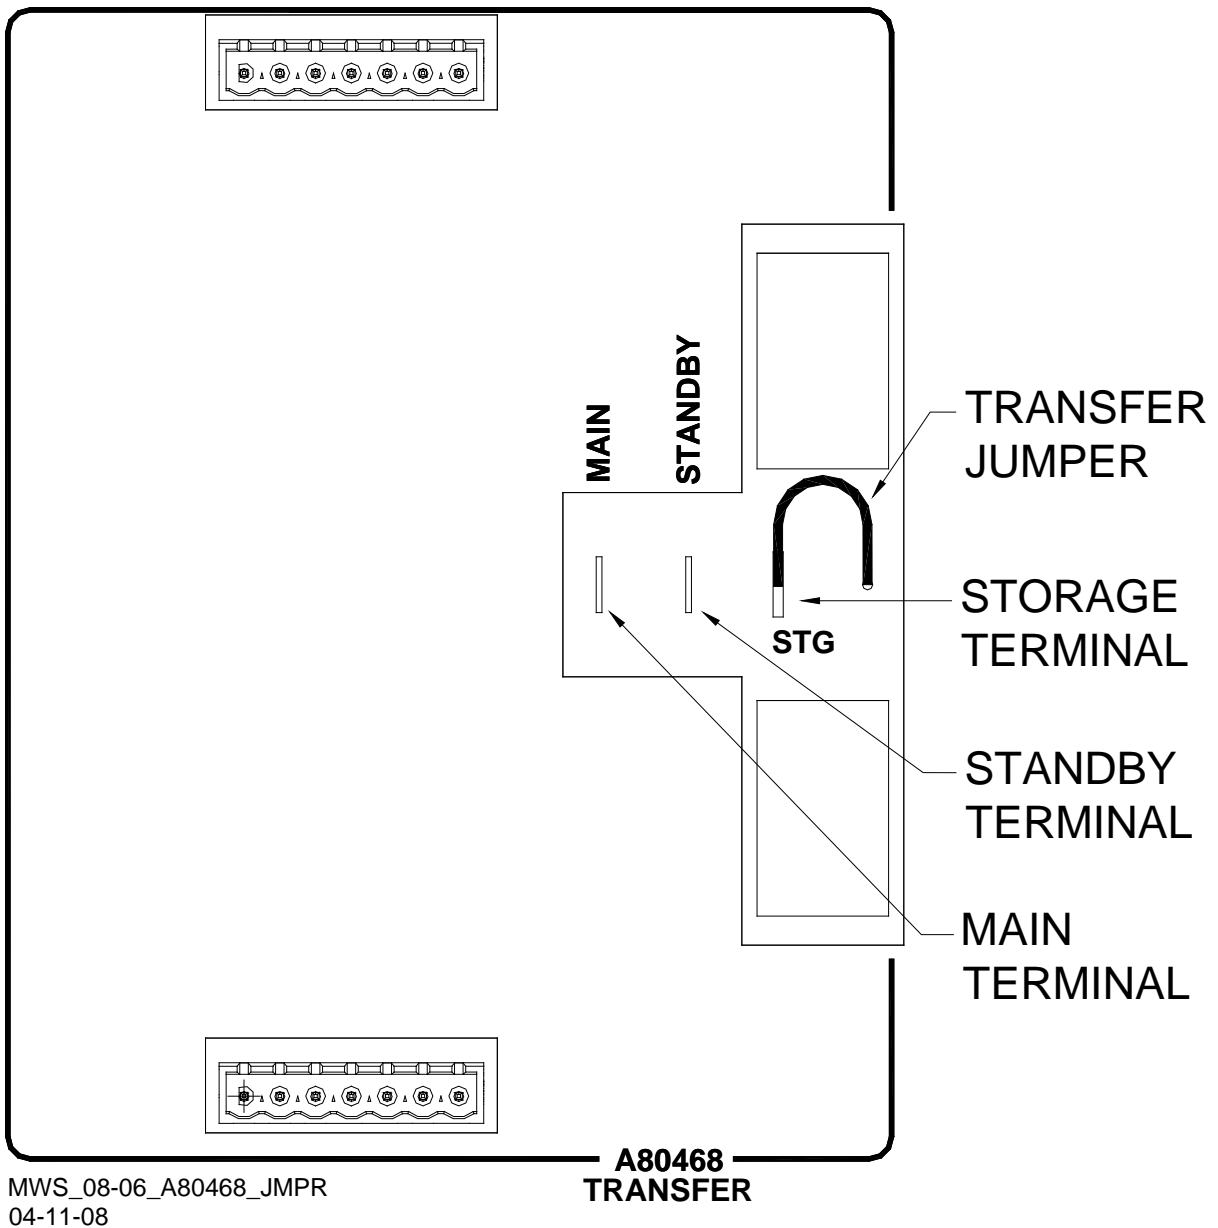 MAIN
STANDBY
TRANSFER
JUMPER
STORAGE
TERMINAL
STG
STANDBY
TERMINAL
MAIN
TERMINAL
A80468
TRANSFER
MWS_08-06_A80468_JMPR
04-11-08